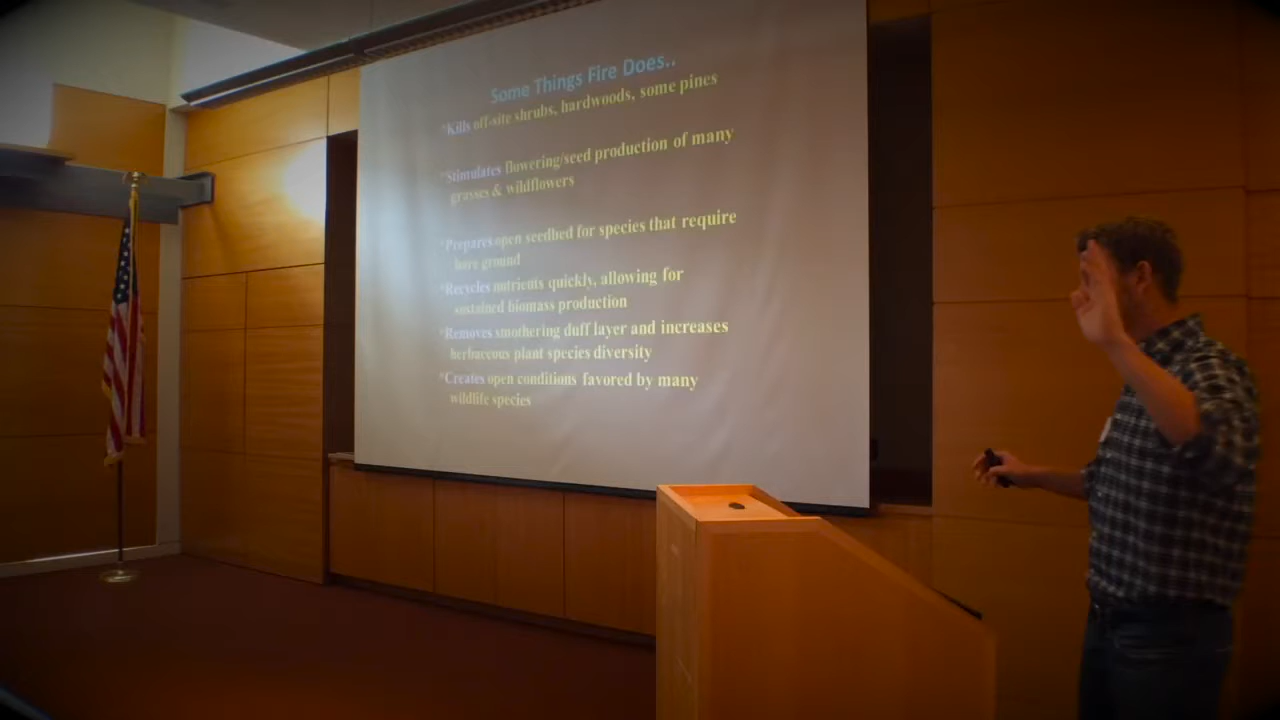 Some Things Fire Does..
*Kills off-site shrubs, hardwoods, some pines
*Stimulates flowering/seed production of many
grasses & wildflowers
*Prepares open seedbed for species that require
bare ground
*Recycles nutrients quickly, allowing for
sustained biomass production
*Removes smothering duff layer and increases
herbaceous plant species diversity
*Creates open conditions favored by many
wildlife species